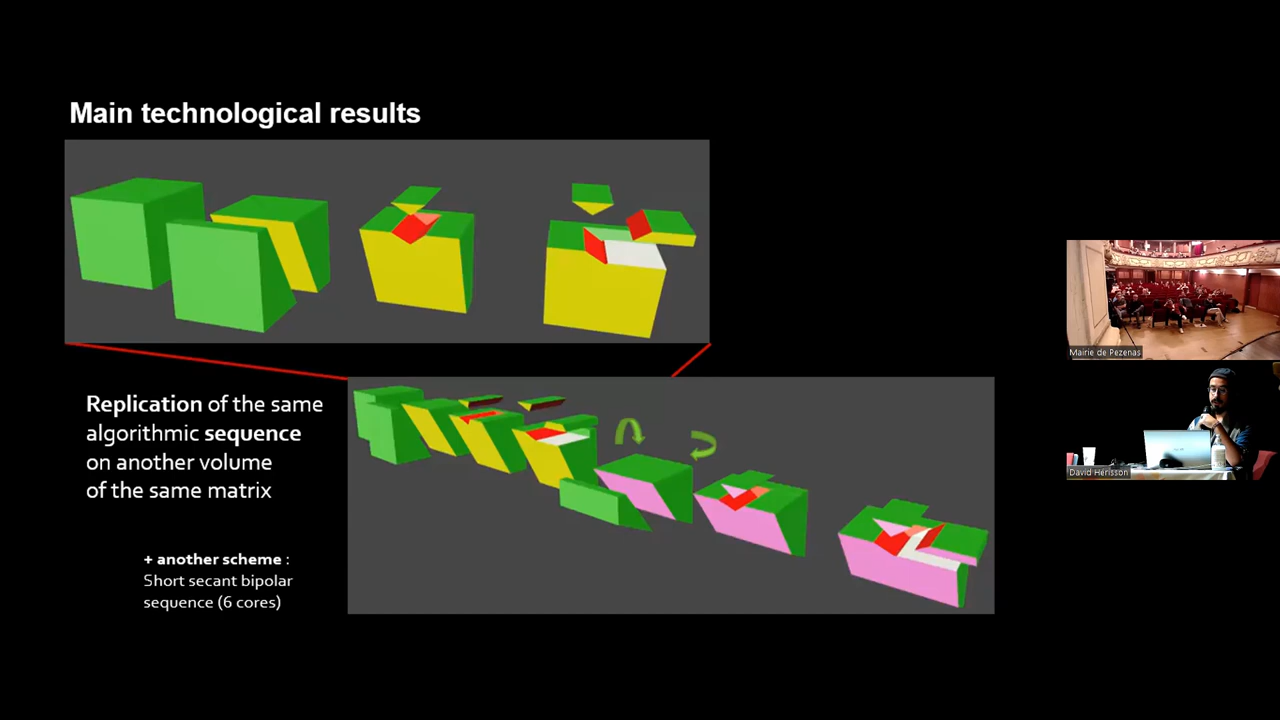 Main technological results
Replication of the same
algorithmic sequence
on another volume
of the same matrix
+ another scheme :
Short secant bipolar
sequence (6 cores)
Mairie de Pezenas
David Hérisson